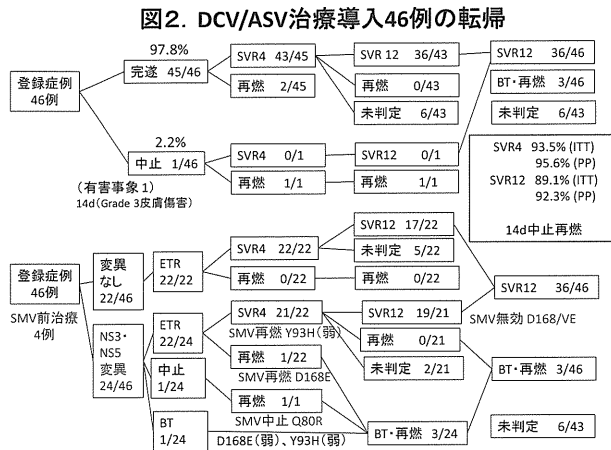 図2. DCV/ASV治療導入46例の転帰
97.8%
登録症例
46例
完遂 45/46
SVR4 43/45
再燃 2/45
SVR 12 36/43
再燃 0/43
未判定 6/43
SVR12 36/46
BT・再燃 3/46
未判定 6/43
2.2%
中止 1/46
(有害事象 1)
14d(Grade 3皮膚傷害)
SVR4 0/1
再燃 1/1
SVR12 0/1
再燃 1/1
SVR4 93.5% (ITT)
95.6% (PP)
SVR12 89.1% (ITT)
92.3% (PP)
14d中止再燃
登録症例
46例
SMV前治療
4例
変異
なし
22/46
ETR
22/22
SVR4 22/22
再燃 0/22
SVR12 17/22
未判定 5/22
再燃 0/22
SVR12 36/46
SMV無効 D168/VE
NS3・
NS5
変異
24/46
ETR
22/24
SVR4 21/22
SMV再燃 Y93H(弱)
再燃 1/22
SMV再燃 D168E
SVR12 19/21
再燃 0/21
未判定 2/21
中止
1/24
再燃 1/1
SMV中止 Q80R
BT
1/24
D168E(弱)、Y93H(弱)
BT・再燃 3/24
BT・再燃 3/46
未判定 6/43